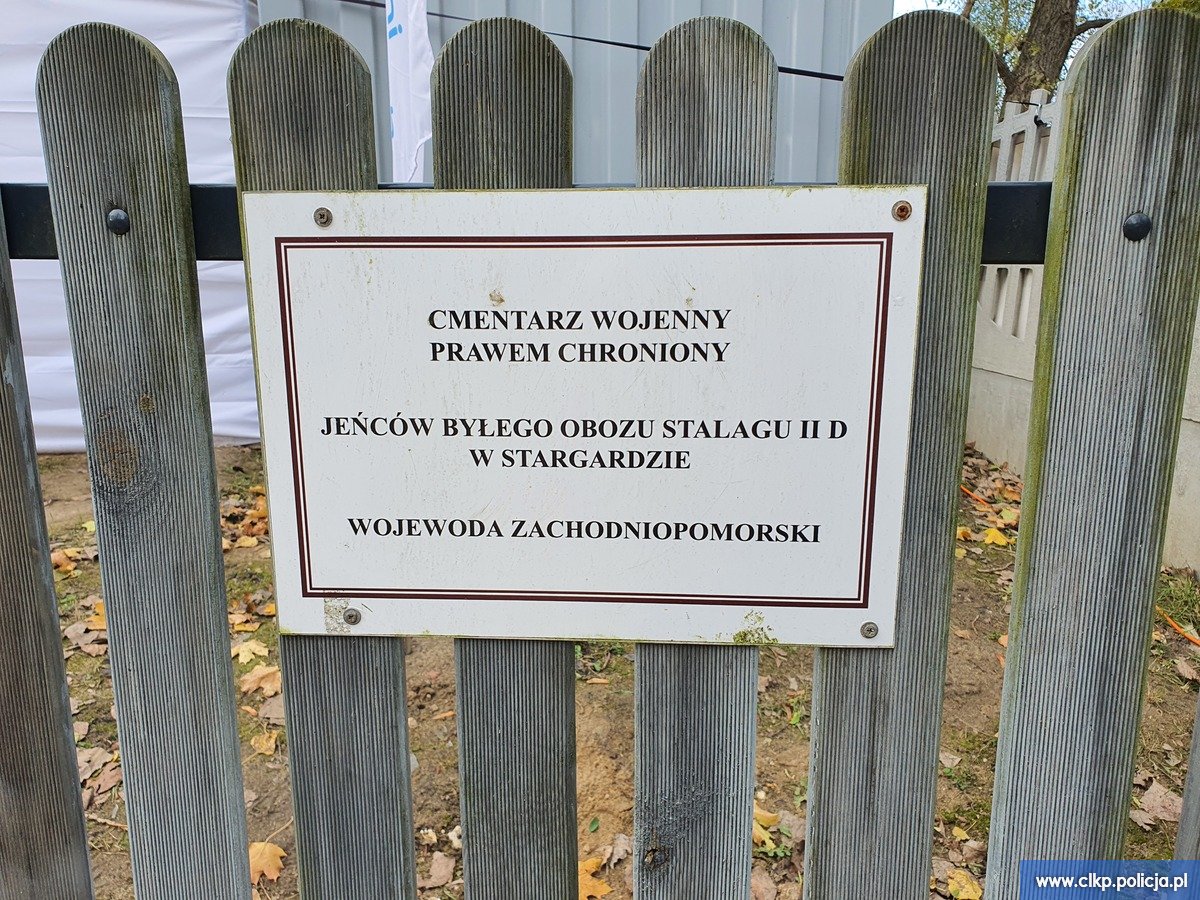 CMENTARZ WOJENNY
PRAWEM CHRONIONY
JEŃCÓW BYŁEGO OBOZU STALAGU II D
W STARGARDZIE
WOJEWODA ZACHODNIOPOMORSKI
www.clkp.policja.pl